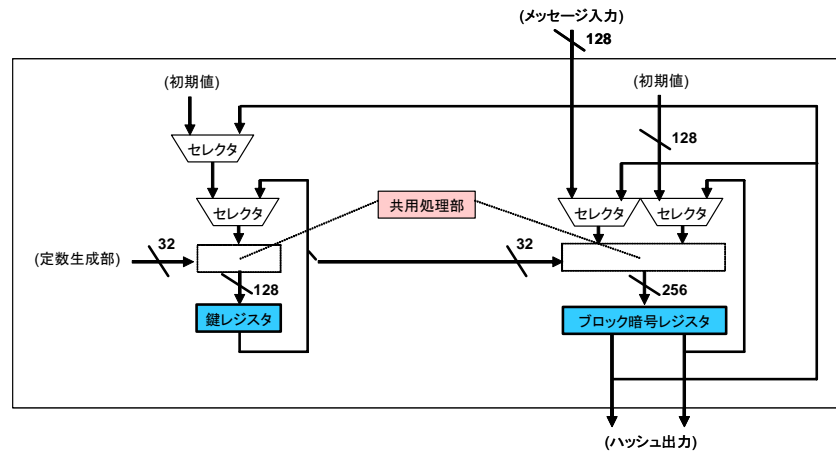 (メッセージ入力)
128
(初期値)
(初期値)
128
セレクタ
セレクタ
共用処理部
セレクタ
セレクタ
(定数生成部)
32
32
128
256
鍵レジスタ
ブロック暗号レジスタ
(ハッシュ出力)